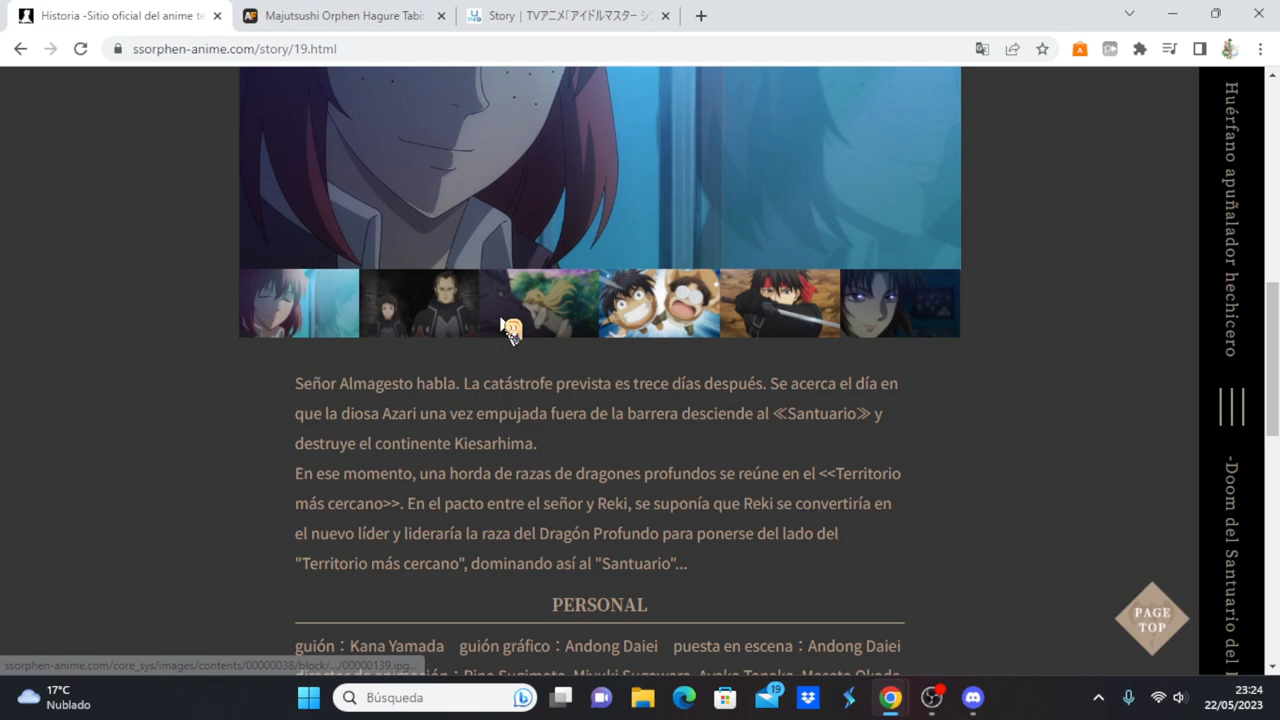 Historia -Sitio oficial del anime te
Majutsushi Orphen Hagure Tabi:
Story | TVアニメ「アイドルマスター シン
ssorphen-anime.com/story/19.html
Huérfano apuñalador hechicero
-Doom del Santuario del
Señor Almagesto habla. La catástrofe prevista es trece días después. Se acerca el día en
que la diosa Azari una vez empujada fuera de la barrera desciende al ≪Santuario≫ y
destruye el continente Kiesarhima.
En ese momento, una horda de razas de dragones profundos se reúne en el <<Territorio
más cercano>>. En el pacto entre el señor y Reki, se suponía que Reki se convertiría en
el nuevo líder y lideraría la raza del Dragón Profundo para ponerse del lado del
"Territorio más cercano", dominando así al "Santuario"...
PERSONAL
guión：Kana Yamada guión gráfico：Andong Daiei puesta en escena：Andong Daiei
PAGE
TOP
ssorphen-anime.com/core_sys/images/contents/00000038/block/.../00000139.jpg...
17°C
Nublado
Búsqueda
19
23:24
22/05/2023